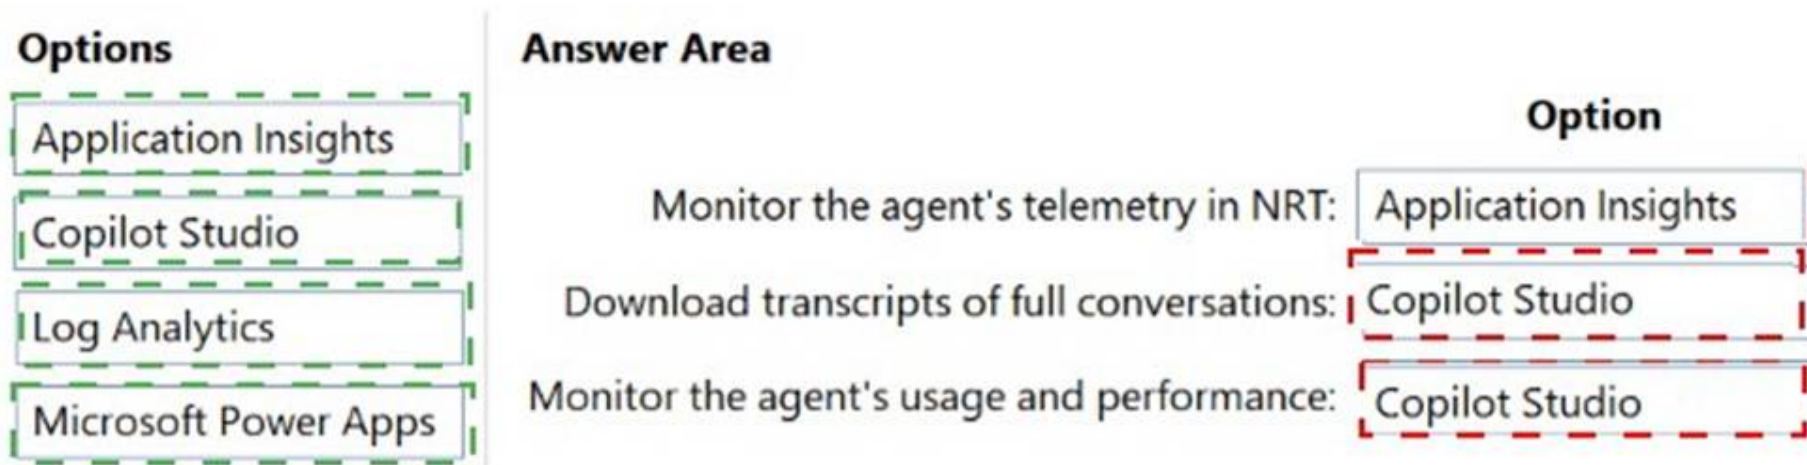 Options
Application Insights
Copilot Studio
Log Analytics
Microsoft Power Apps
Answer Area
Option
Monitor the agent's telemetry in NRT: Application Insights
Download transcripts of full conversations: Copilot Studio
Monitor the agent's usage and performance: Copilot Studio